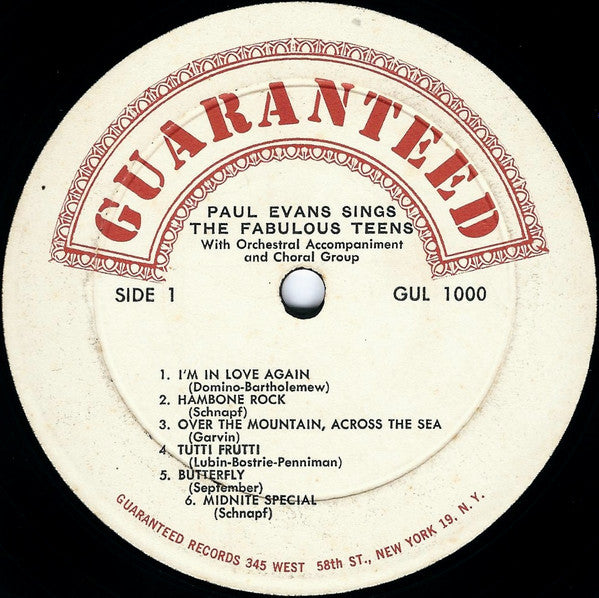 GUARANTEED
PAUL EVANS SINGS
THE FABULOUS TEENS
With Orchestral Accompaniment
and Choral Group
SIDE 1
GUL 1000
1. I'M IN LOVE AGAIN
(Domino-Bartholemew)
2. HAMBONE ROCK
(Schnapf)
3. OVER THE MOUNTAIN, ACROSS THE SEA
(Garvin)
4 TUTTI FRUTTI
(Lubin-Bostrie-Penniman)
5. BUTTERFLY
(September)
6. MIDNITE SPECIAL
(Schnapf)
GUARANTEED RECORDS 345 WEST 58th ST., NEW YORK 19. N. Y.